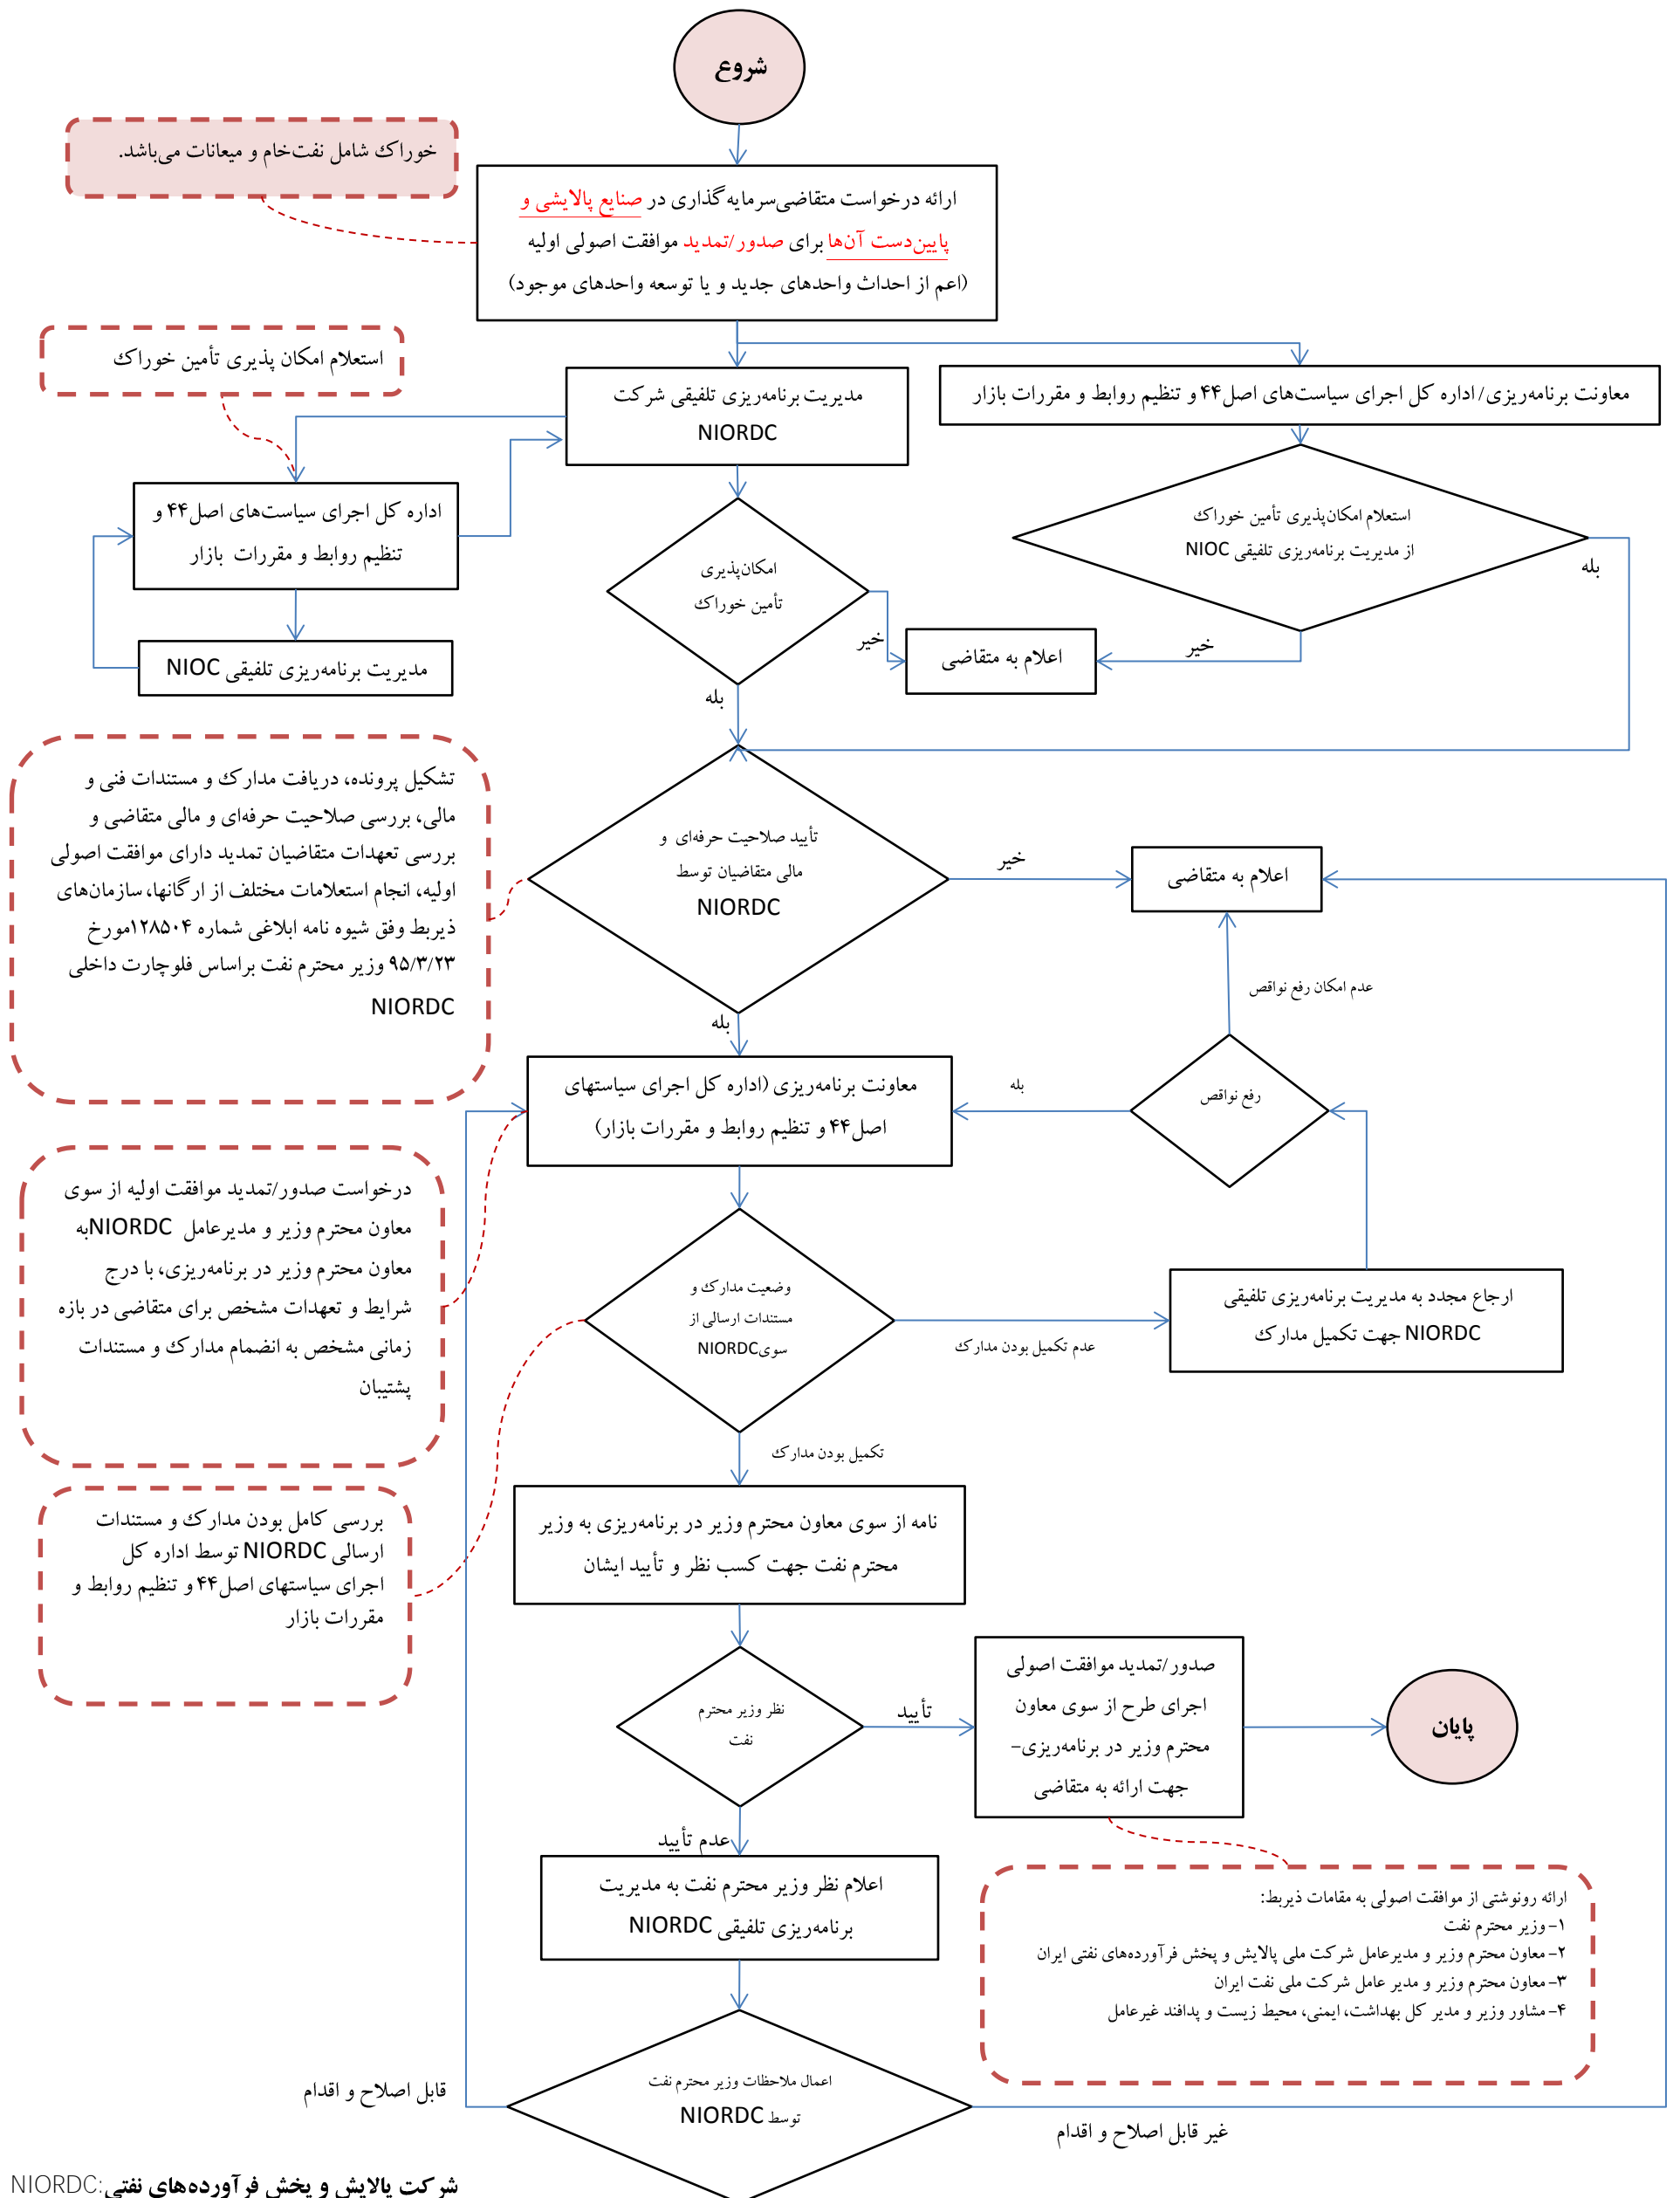 شروع
خوراک شامل نفت‌خام و میعانات می‌باشد.
ارائه درخواست متقاضی‌سرمایه‌گذاری در صنایع پالایشی و
پایین‌دست آن‌ها برای صدور/تمدید موافقت اصولی اولیه
(اعم از احداث واحدهای جدید و یا توسعه واحدهای موجود)
استعلام امکان پذیری تأمین خوراک
مدیریت برنامه‌ریزی تلفیقی شرکت
NIORDC
معاونت برنامه‌ریزی/ اداره کل اجرای سیاست‌های اصل۴۴ و تنظیم روابط و مقررات بازار
اداره کل اجرای سیاست‌های اصل۴۴ و
تنظیم روابط و مقررات بازار
استعلام امکان‌پذیری تأمین خوراک
از مدیریت برنامه‌ریزی تلفیقی NIOC
بله
امکان‌پذیری
تأمین خوراک
خیر
اعلام به متقاضی
خیر
مدیریت برنامه‌ریزی تلفیقی NIOC
بله
تشکیل پرونده، دریافت مدارک و مستندات فنی و
مالی، بررسی صلاحیت حرفه‌ای و مالی متقاضی و
بررسی تعهدات متقاضیان تمدید دارای موافقت اصولی
اولیه، انجام استعلامات مختلف از ارگانها، سازمان‌های
ذیربط وفق شیوه نامه ابلاغی شماره ۱۲۸۵۰۴مورخ
۹۵/۳/۲۳ وزیر محترم نفت براساس فلوچارت داخلی
NIORDC
تأیید صلاحیت حرفه‌ای و
مالی متقاضیان توسط
NIORDC
خیر
اعلام به متقاضی
عدم امکان رفع نواقص
بله
معاونت برنامه‌ریزی (اداره کل اجرای سیاستهای
اصل۴۴ و تنظیم روابط و مقررات بازار)
بله
رفع نواقص
درخواست صدور/تمدید موافقت اولیه از سوی
معاون محترم وزیر و مدیرعامل NIORDCبه
معاون محترم وزیر در برنامه‌ریزی، با درج
شرایط و تعهدات مشخص برای متقاضی در بازه
زمانی مشخص به انضمام مدارک و مستندات
پشتیبان
وضعیت مدارک و
مستندات ارسالی از
سویNIORDC
عدم تکمیل بودن مدارک
ارجاع مجدد به مدیریت برنامه‌ریزی تلفیقی
NIORDC جهت تکمیل مدارک
تکمیل بودن مدارک
بررسی کامل بودن مدارک و مستندات
ارسالی NIORDC توسط اداره کل
اجرای سیاستهای اصل۴۴ و تنظیم روابط و
مقررات بازار
نامه از سوی معاون محترم وزیر در برنامه‌ریزی به وزیر
محترم نفت جهت کسب نظر و تأیید ایشان
نظر وزیر محترم
نفت
تأیید
صدور/تمدید موافقت اصولی
اجرای طرح از سوی معاون
محترم وزیر در برنامه‌ریزی–
جهت ارائه به متقاضی
پایان
عدم تأیید
اعلام نظر وزیر محترم نفت به مدیریت
برنامه‌ریزی تلفیقی NIORDC
ارائه رونوشتی از موافقت اصولی به مقامات ذیربط:
۱- وزیر محترم نفت
۲- معاون محترم وزیر و مدیرعامل شرکت ملی پالایش و پخش فرآورده‌های نفتی ایران
۳- معاون محترم وزیر و مدیر عامل شرکت ملی نفت ایران
۴- مشاور وزیر و مدیر کل بهداشت، ایمنی، محیط زیست و پدافند غیرعامل
اعمال ملاحظات وزیر محترم نفت
توسط NIORDC
قابل اصلاح و اقدام
غیر قابل اصلاح و اقدام
NIORDC:شرکت پالایش و پخش فرآورده‌های نفتی